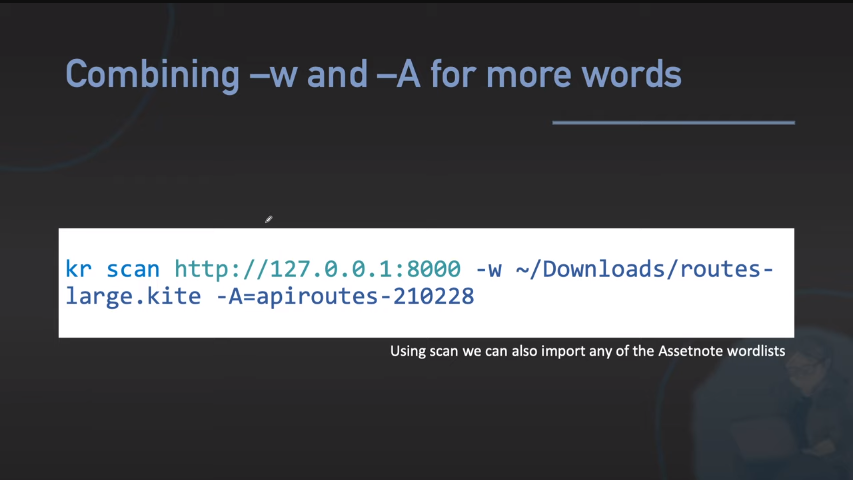 Combining –w and –A for more words
kr scan http://127.0.0.1:8000 -w ~/Downloads/routes-
large.kite -A=apiroutes-210228
Using scan we can also import any of the Assetnote wordlists